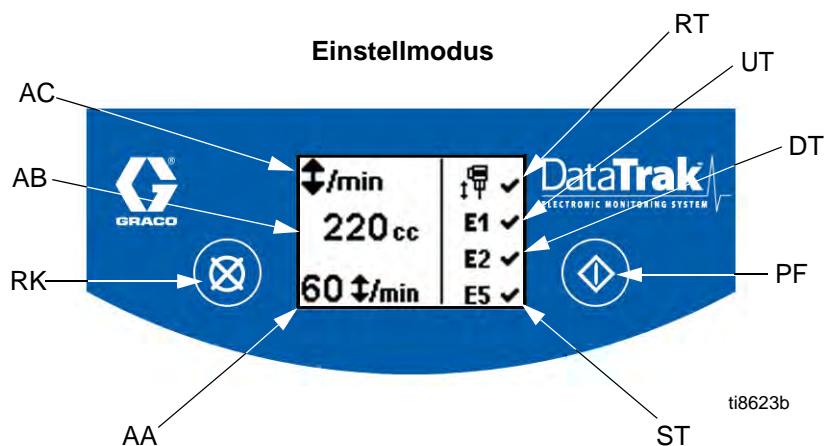 Einstellmodus
RT
UT
DT
PF
ST
AC
AB
RK
AA
GRACO
/min
220 cc
60 /min
E1
E2
E5
DataTrak
ELECTRONIC MONITORING SYSTEM
ti8623b